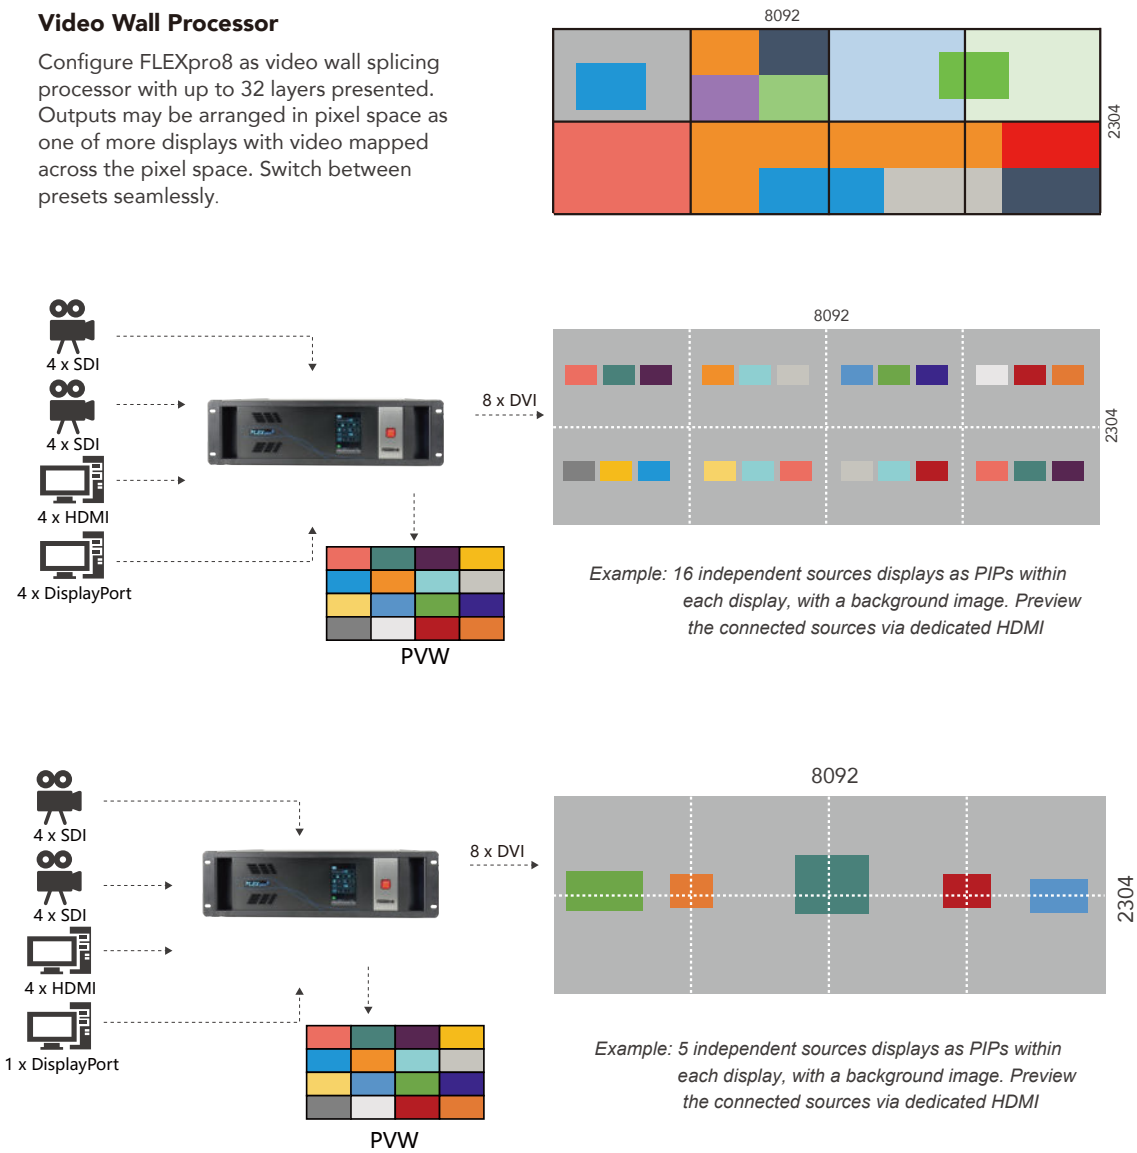 Video Wall Processor
Configure FLEXpro8 as video wall splicing
processor with up to 32 layers presented.
Outputs may be arranged in pixel space as
one of more displays with video mapped
across the pixel space. Switch between
presets seamlessly.
8092
2304
4 x SDI
4 x SDI
4 x HDMI
4 x DisplayPort
8 x DVI
PVW
8092
2304
Example: 16 independent sources displays as PIPs within
each display, with a background image. Preview
the connected sources via dedicated HDMI
4 x SDI
4 x SDI
4 x HDMI
1 x DisplayPort
8 x DVI
PVW
8092
2304
Example: 5 independent sources displays as PIPs within
each display, with a background image. Preview
the connected sources via dedicated HDMI